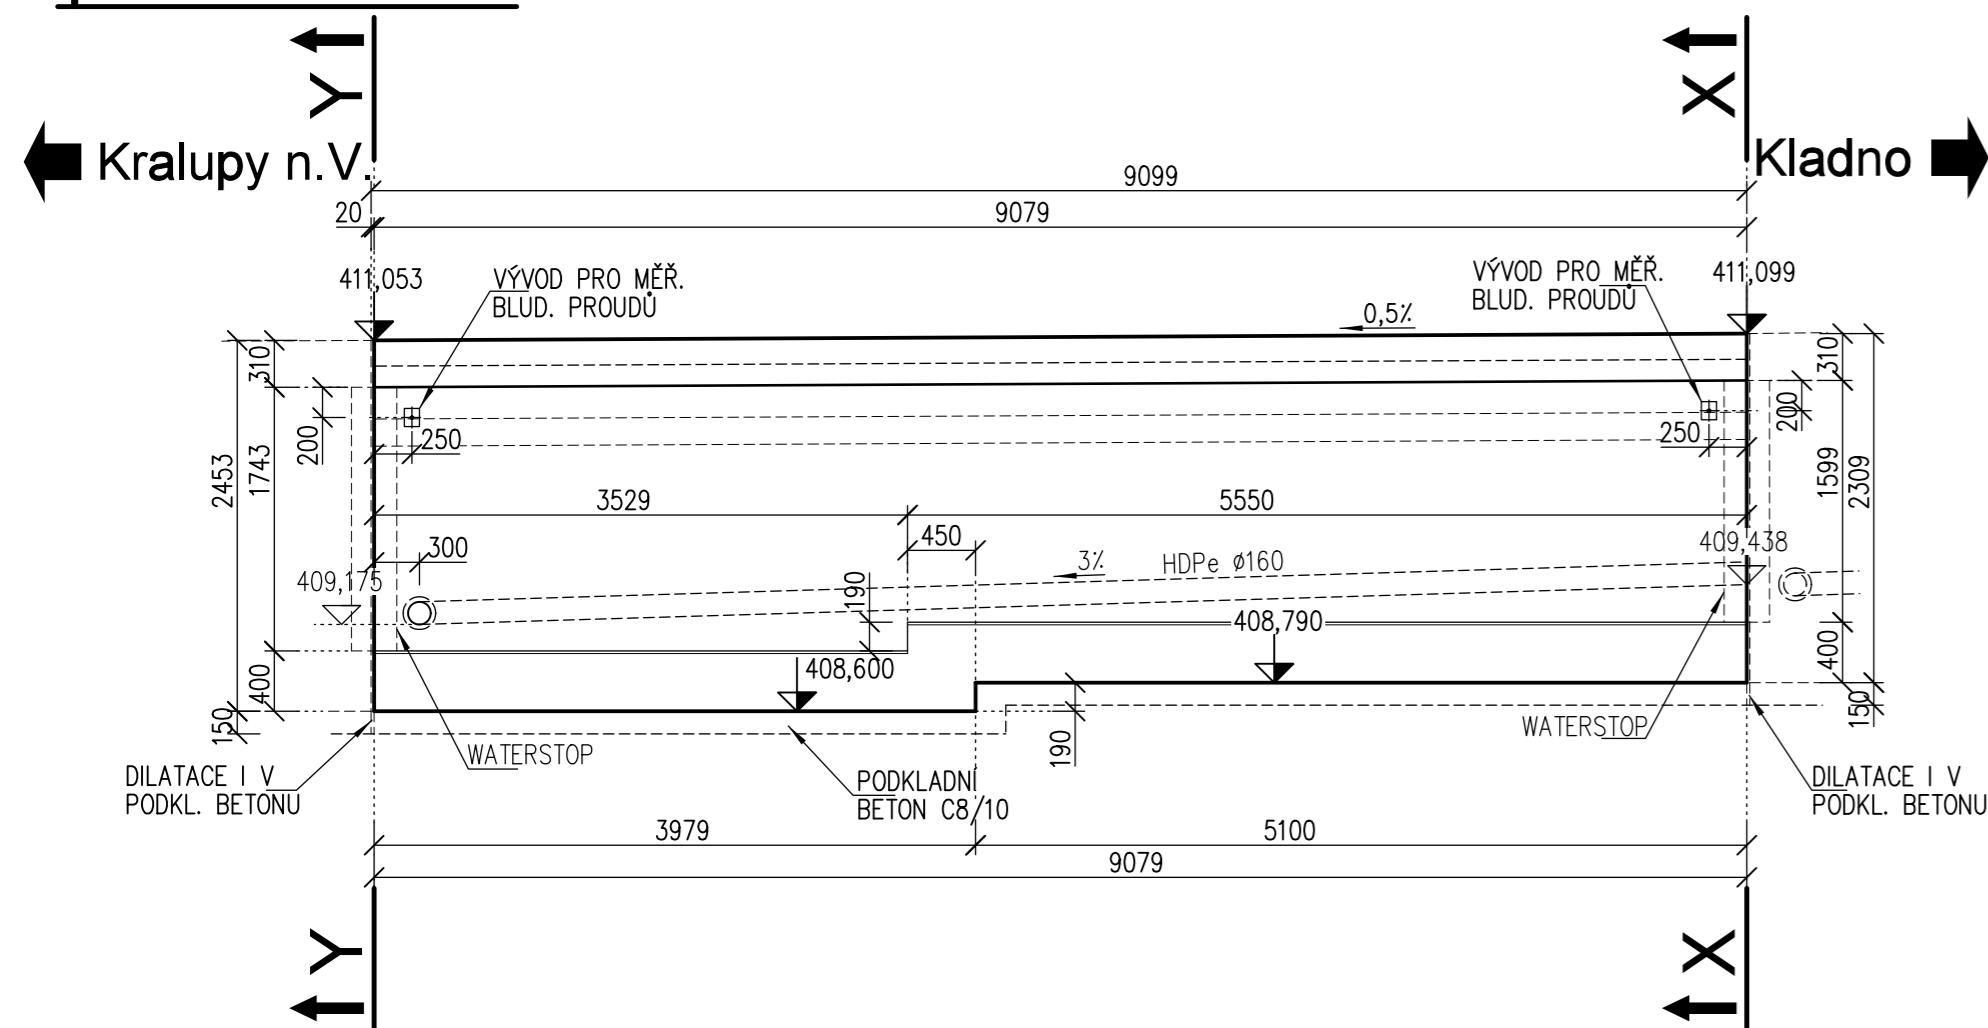 Y
X
Kralupy n.V.
Kladno
9099
20
9079
411,053
VÝVOD PRO MĚŘ.
BLUD. PROUDŮ
VÝVOD PRO MĚŘ.
BLUD. PROUDŮ
411,099
0,5%
310
310
200
200
250
250
2453
1743
1599
2309
3529
5550
450
300
3%
HDPe ø160
409,438
409,175
190
408,790
408,600
400
400
150
150
190
WATERSTOP
WATERSTOP
DILATACE I V
PODKL. BETONU
PODKLADNÍ
BETON C8/10
DILATACE I V
PODKL. BETONU
3979
5100
9079
Y
X